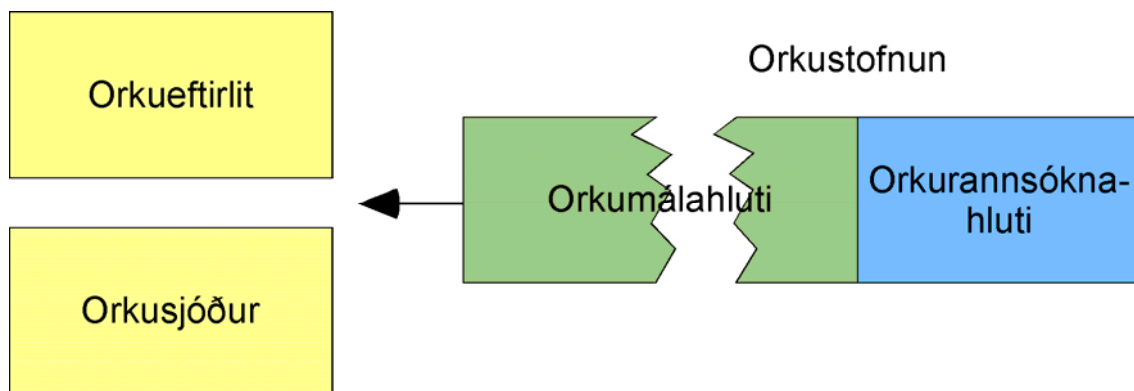 Orkueftirlit
Orkusjóður
Orkustofnun
Orkumálahluti
Orkurannsókna-
hluti